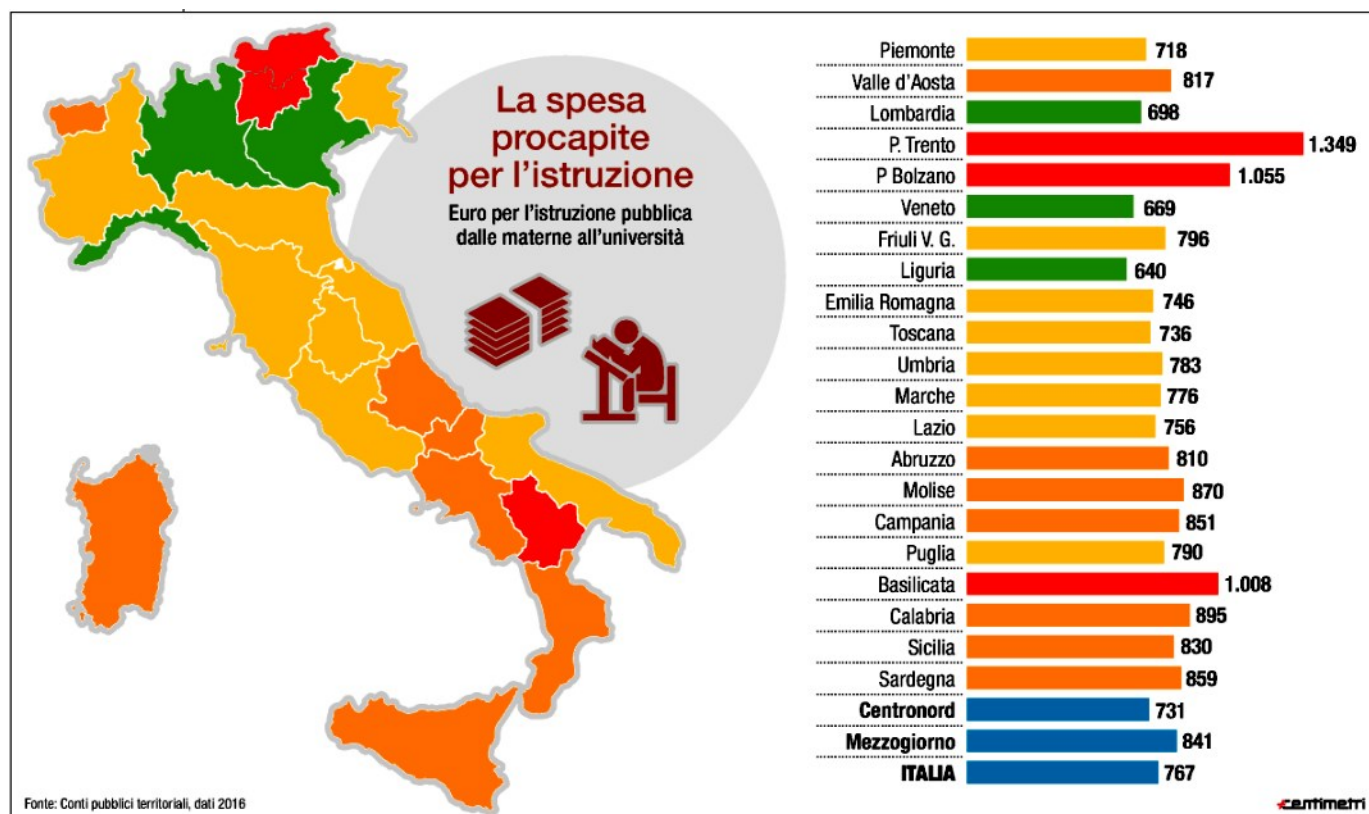 La spesa
procapite
per l'istruzione
Euro per l'istruzione pubblica
dalle materne all'università
Piemonte 718
Valle d'Aosta 817
Lombardia 698
P. Trento 1.349
P Bolzano 1.055
Veneto 669
Friuli V. G. 796
Liguria 640
Emilia Romagna 746
Toscana 736
Umbria 783
Marche 776
Lazio 756
Abruzzo 810
Molise 870
Campania 851
Puglia 790
Basilicata 1.008
Calabria 895
Sicilia 830
Sardegna 859
Centronord 731
Mezzogiorno 841
ITALIA 767
Fonte: Conti pubblici territoriali, dati 2016
centimetri